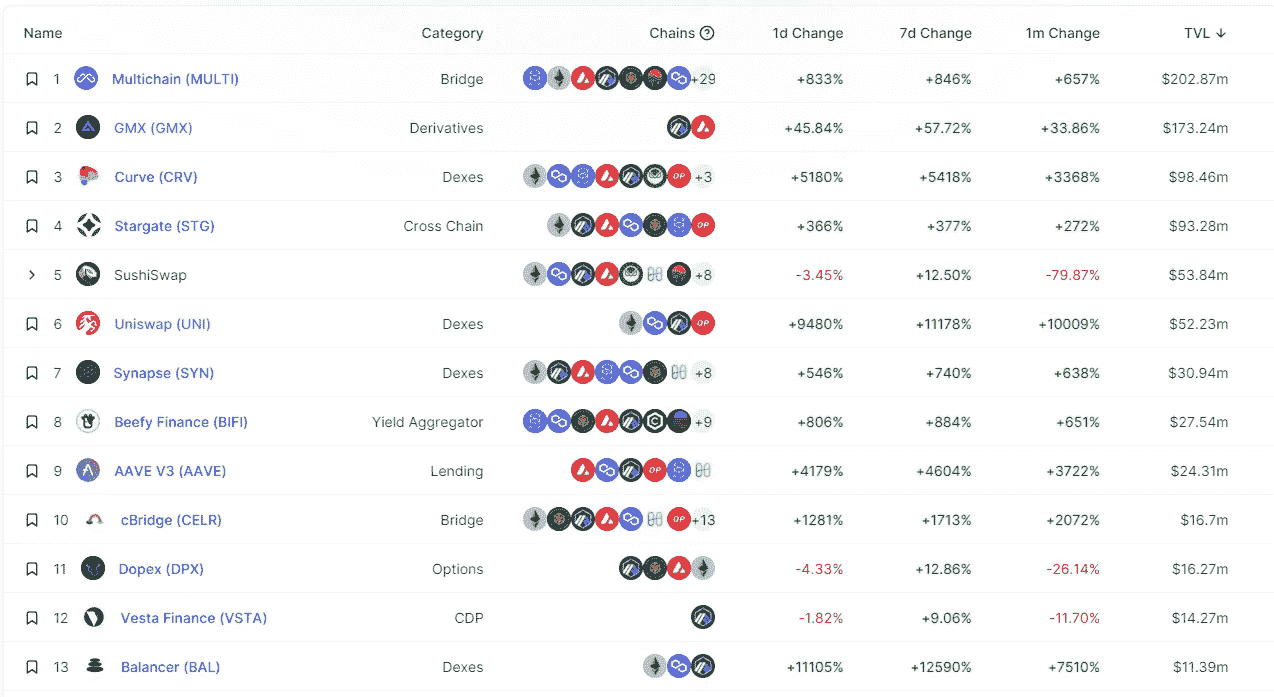 Name Category Chains ? 1d Change 7d Change 1m Change TVL ↓
1 Multichain (MULTI) Bridge +29 +833% +846% +657% $202.87m
2 GMX (GMX) Derivatives +45.84% +57.72% +33.86% $173.24m
3 Curve (CRV) Dexes OP +3 +5180% +5418% +3368% $98.46m
4 Stargate (STG) Cross Chain OP +366% +377% +272% $93.28m
5 SushiSwap +8 -3.45% +12.50% -79.87% $53.84m
6 Uniswap (UNI) Dexes OP +9480% +11178% +10009% $52.23m
7 Synapse (SYN) Dexes +8 +546% +740% +638% $30.94m
8 Beefy Finance (BIFI) Yield Aggregator +9 +806% +884% +651% $27.54m
9 AAVE V3 (AAVE) Lending OP +4179% +4604% +3722% $24.31m
10 cBridge (CELR) Bridge OP +13 +1281% +1713% +2072% $16.7m
11 Dopex (DPX) Options -4.33% +12.86% -26.14% $16.27m
12 Vesta Finance (VSTA) CDP -1.82% +9.06% -11.70% $14.27m
13 Balancer (BAL) Dexes +11105% +12590% +7510% $11.39m